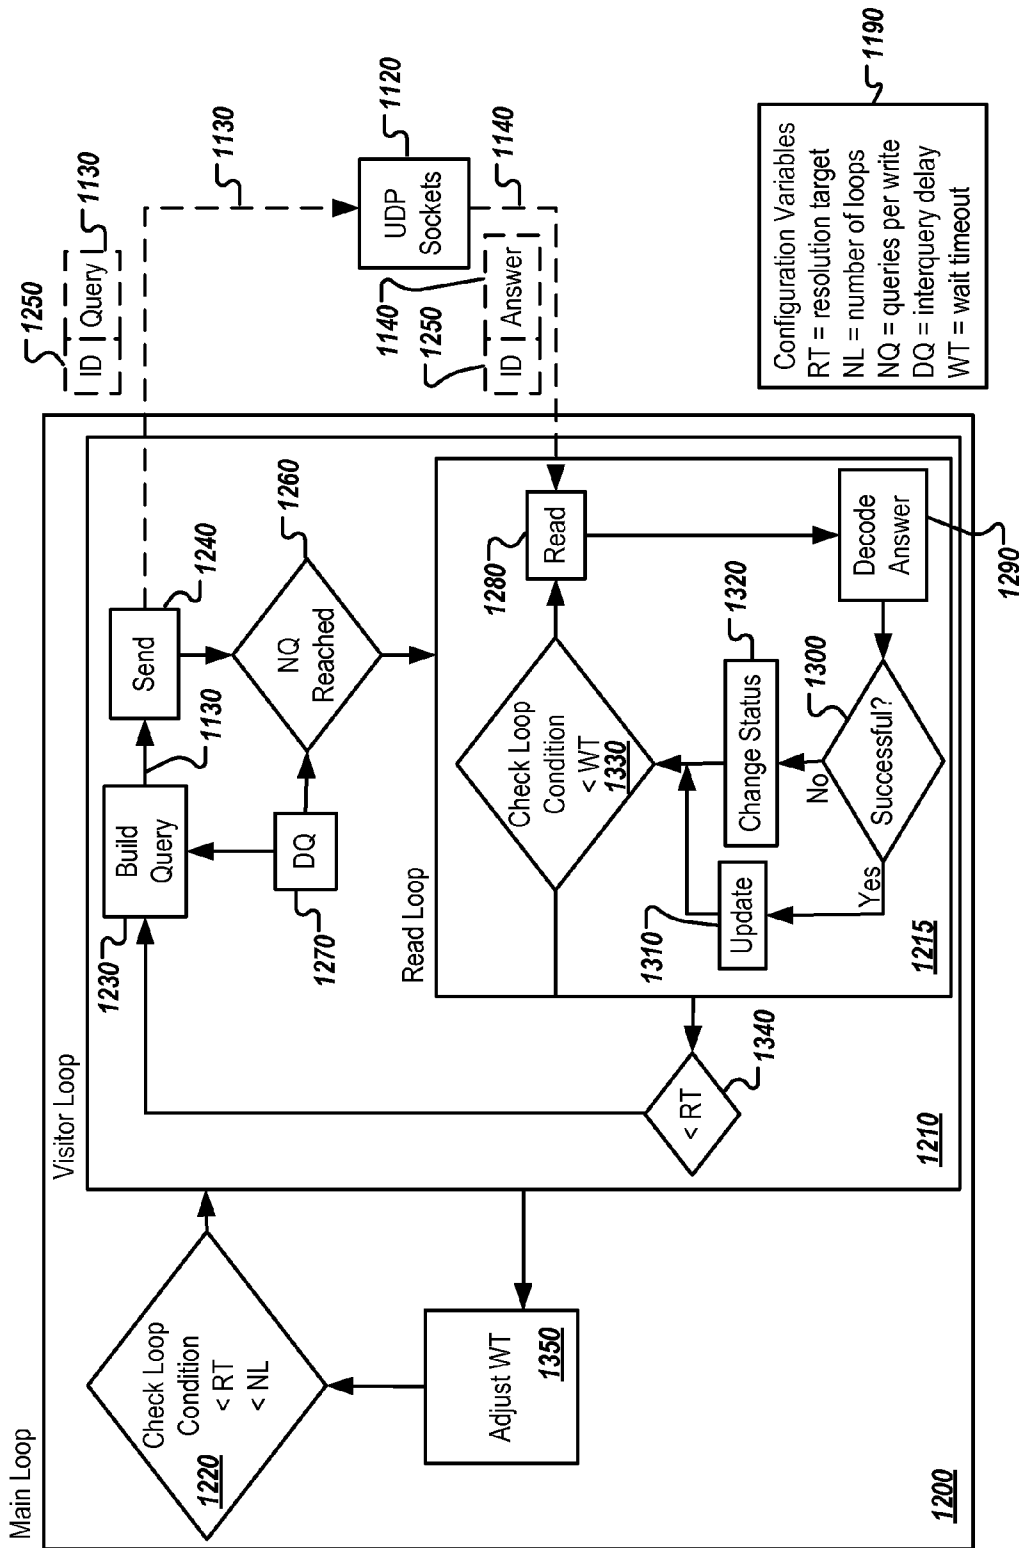 Main Loop
Visitor Loop
Check Loop
Condition
< RT
< NL
1220
Adjust WT
1350
1200
1230
Build
Query
1130
Send
1240
1250
ID
Query
1130
1130
DQ
1270
NQ
Reached
1260
UDP
Sockets
1120
1140
1140
1250
ID
Answer
Read Loop
Check Loop
Condition
< WT
1330
1280
Read
Decode
Answer
1290
1310
Update
Change Status
1320
Successful?
1300
No
Yes
1215
< RT
1340
1210
Configuration Variables
RT = resolution target
NL = number of loops
NQ = queries per write
DQ = interquery delay
WT = wait timeout
1190